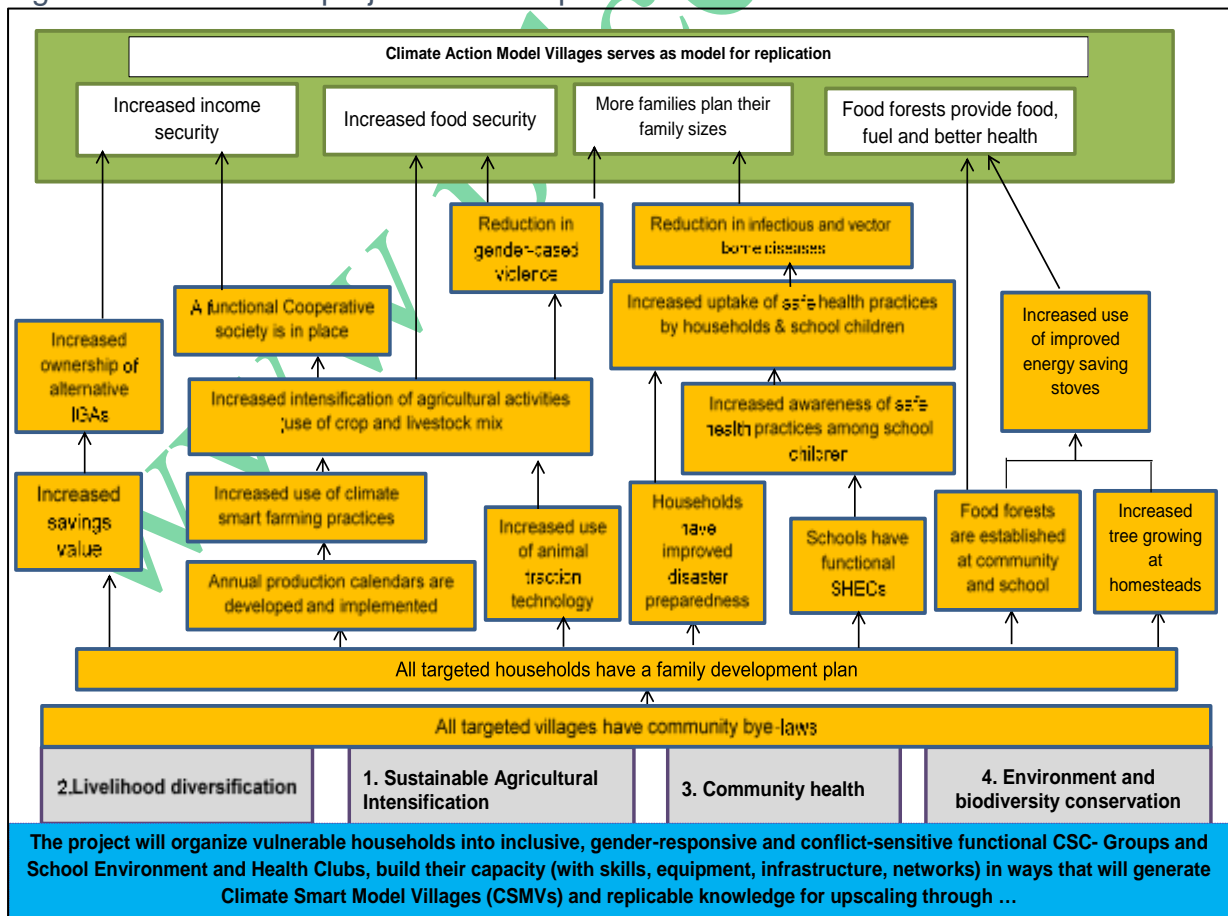 Climate Action Model Villages serves as model for replication
Increased income
security
Increased food security
More families plan their
family sizes
Food forests provide food,
fuel and better health
Reduction in
gender-based
violence
Reduction in infectious and vector
borne diseases
A functional Cooperative
society is in place
Increased uptake of safe health practices
by households & school children
Increased
ownership of
alternative
IGAs
Increased use
of improved
energy saving
stoves
Increased intensification of agricultural activities
(use of crop and livestock mix
Increased awareness of safe
health practices among school
children
Increased
savings
value
Increased use of climate
smart farming practices
Increased use
of animal
traction
technology
Households
have
improved
disaster
preparedness
Schools have
functional
SHECs
Food forests
are established
at community
and school
Increased
tree growing
at
homesteads
Annual production calendars are
developed and implemented
All targeted households have a family development plan
All targeted villages have community bye-laws
2.Livelihood diversification
1. Sustainable Agricultural
Intensification
3. Community health
4. Environment and
biodiversity conservation
The project will organize vulnerable households into inclusive, gender-responsive and conflict-sensitive functional CSC- Groups and
School Environment and Health Clubs, build their capacity (with skills, equipment, infrastructure, networks) in ways that will generate
Climate Smart Model Villages (CSMVs) and replicable knowledge for upscaling through …